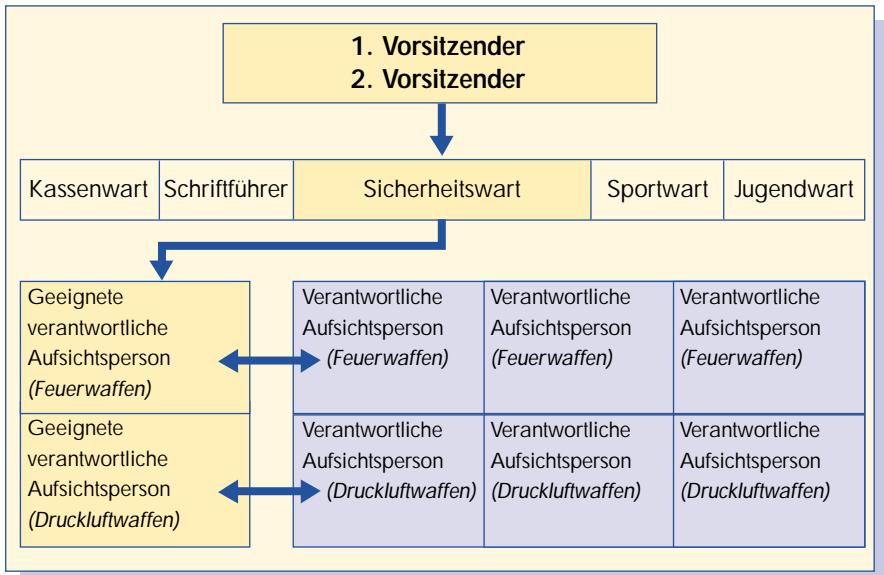 1. Vorsitzender
2. Vorsitzender
Kassenwart
Schriftführer
Sicherheitswart
Sportwart
Jugendwart
Geeignete
verantwortliche
Aufsichtsperson
(Feuerwaffen)
Verantwortliche
Aufsichtsperson
(Feuerwaffen)
Verantwortliche
Aufsichtsperson
(Feuerwaffen)
Verantwortliche
Aufsichtsperson
(Feuerwaffen)
Geeignete
verantwortliche
Aufsichtsperson
(Druckluftwaffen)
Verantwortliche
Aufsichtsperson
(Druckluftwaffen)
Verantwortliche
Aufsichtsperson
(Druckluftwaffen)
Verantwortliche
Aufsichtsperson
(Druckluftwaffen)